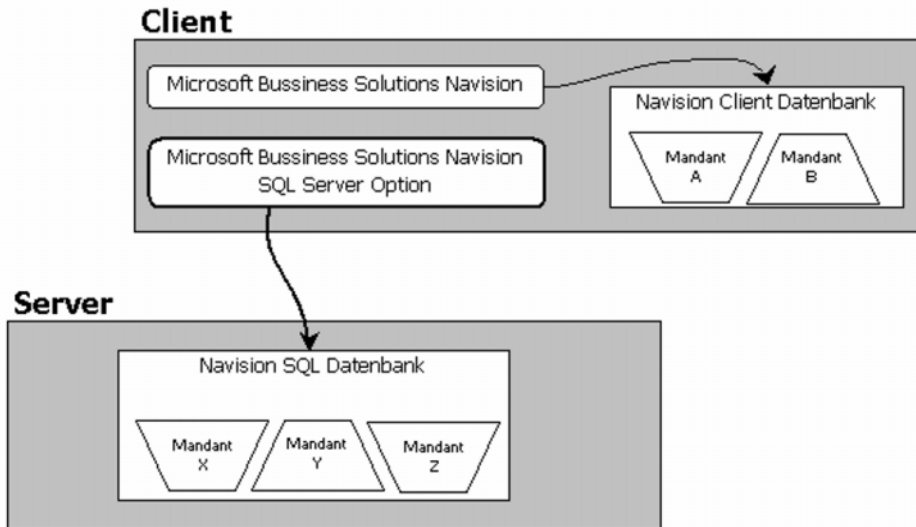 Client
Microsoft Bussiness Solutions Navision
Navision Client Datenbank
Mandant
A
Mandant
B
Microsoft Bussiness Solutions Navision
SQL Server Option
Server
Navision SQL Datenbank
Mandant
X
Mandant
Y
Mandant
Z